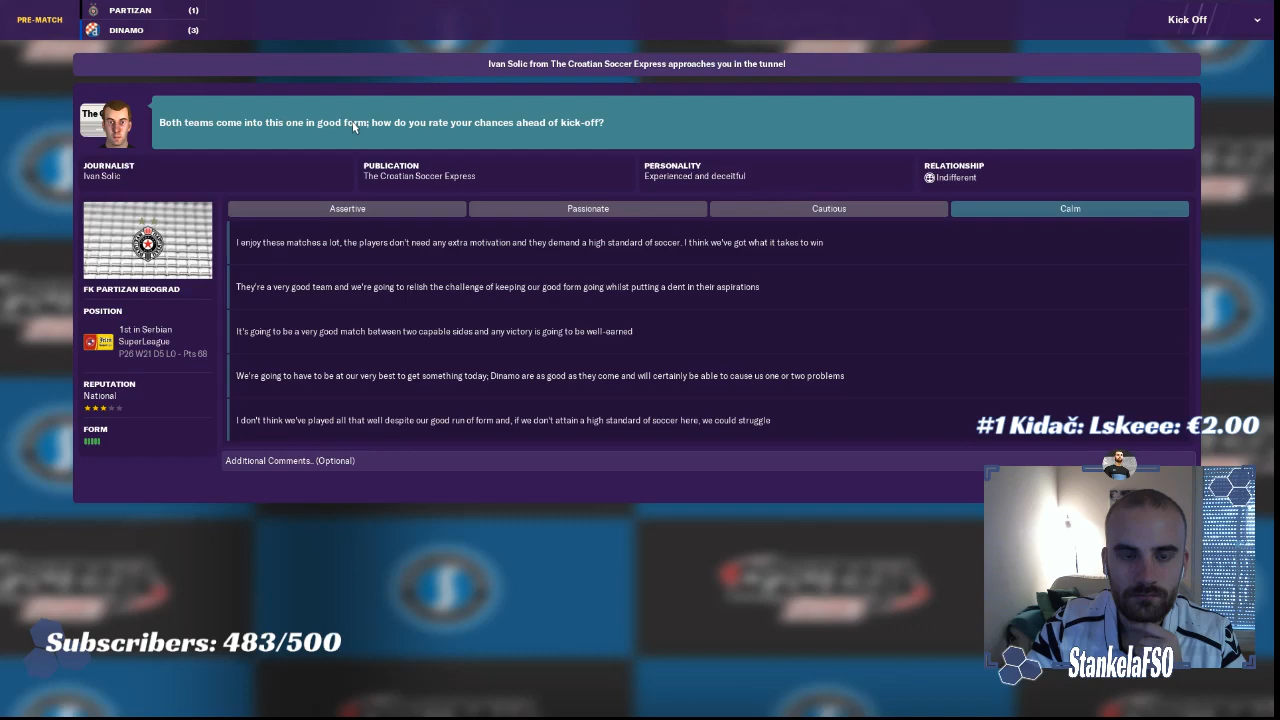 PRE-MATCH
PARTIZAN (1)
DINAMO (3)
Kick Off
Ivan Solic from The Croatian Soccer Express approaches you in the tunnel
The
Both teams come into this one in good form; how do you rate your chances ahead of kick-off?
JOURNALIST
Ivan Solic
PUBLICATION
The Croatian Soccer Express
PERSONALITY
Experienced and deceitful
RELATIONSHIP
Indifferent
Assertive
Passionate
Cautious
Calm
I enjoy these matches a lot, the players don't need any extra motivation and they demand a high standard of soccer. I think we've got what it takes to win
They're a very good team and we're going to relish the challenge of keeping our good form going whilst putting a dent in their aspirations
It's going to be a very good match between two capable sides and any victory is going to be well-earned
We're going to have to be at our very best to get something today; Dinamo are as good as they come and will certainly be able to cause us one or two problems
I don't think we've played all that well despite our good run of form and, if we don't attain a high standard of soccer here, we could struggle
Additional Comments.. (Optional)
FK PARTIZAN BEOGRAD
POSITION
1st in Serbian
SuperLeague
P26 W21 D5 L0 - Pts 68
REPUTATION
National
FORM
#1 Kidač: Lskeee: €2.00
Subscribers: 483/500
StankelaFSO